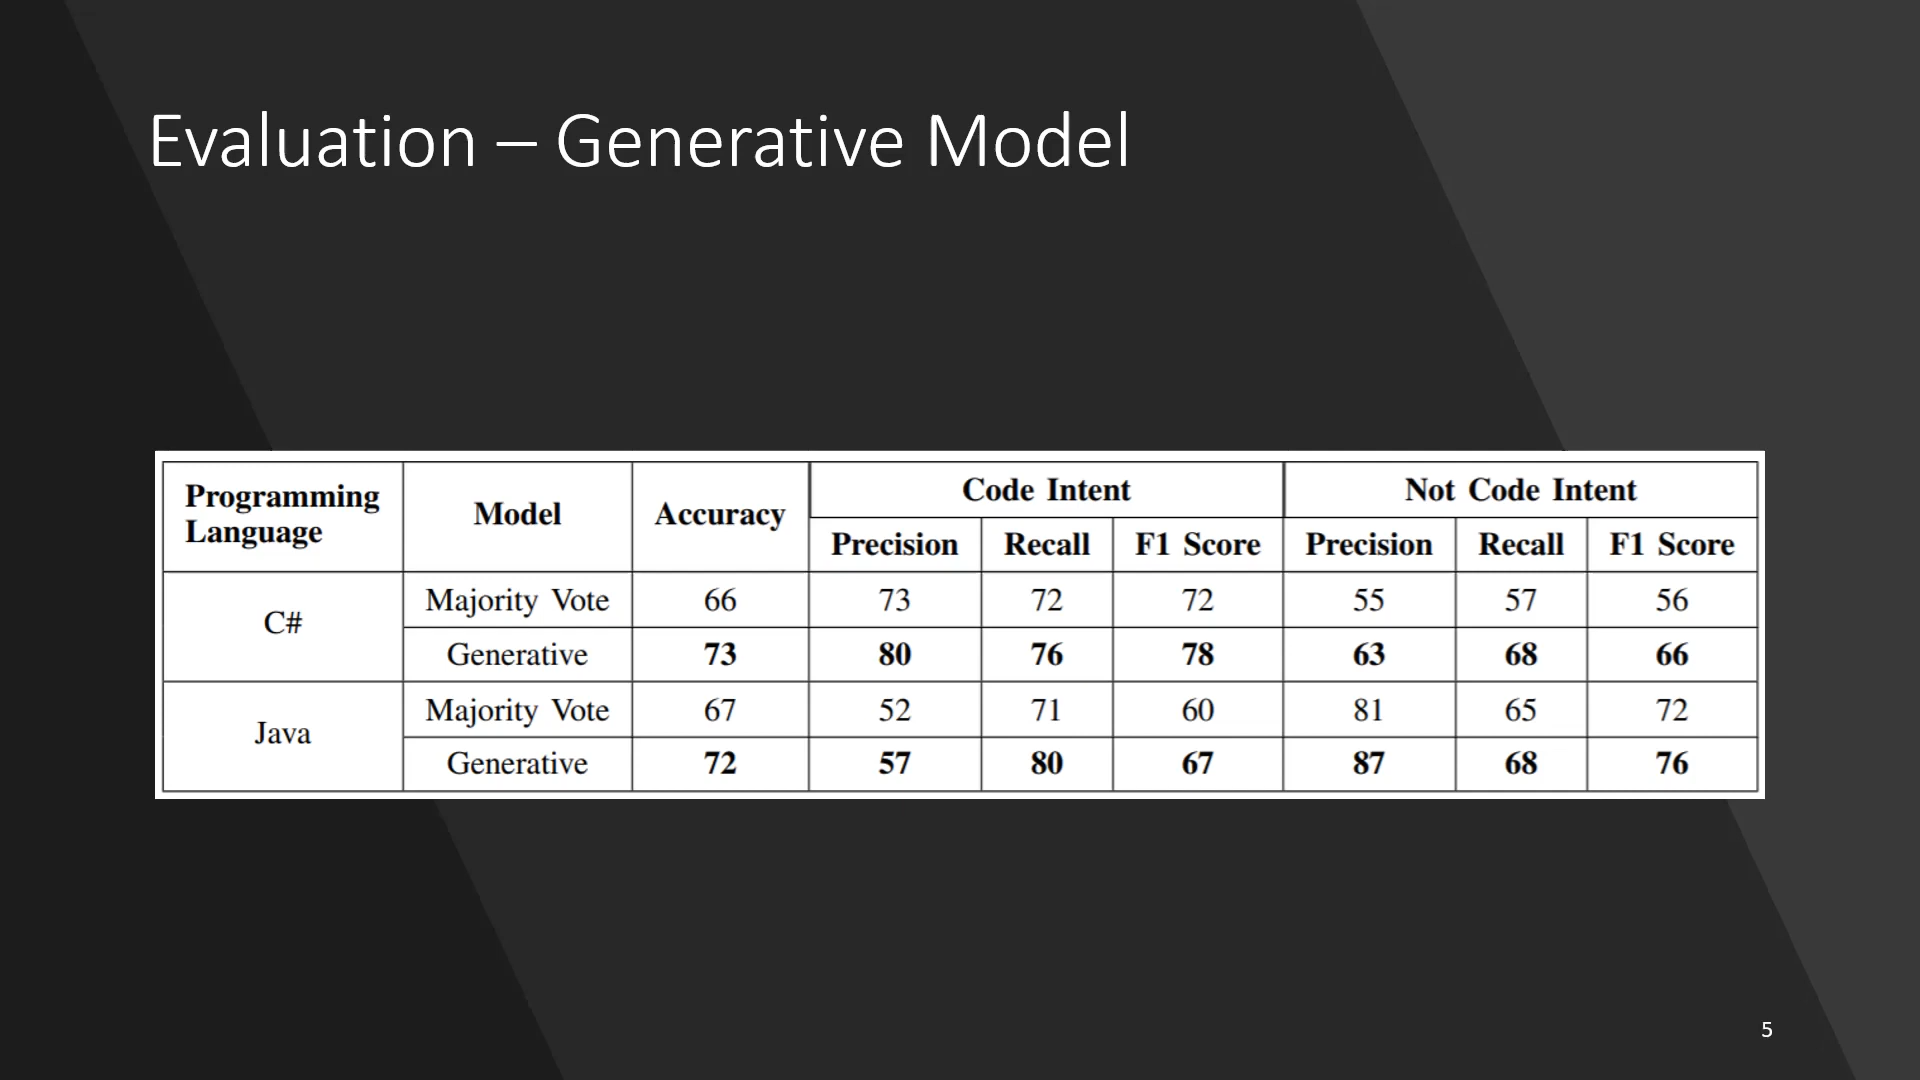 Evaluation – Generative Model
Programming Language Model Accuracy Code Intent Not Code Intent
Precision Recall F1 Score Precision Recall F1 Score
C# Majority Vote 66 73 72 72 55 57 56
Generative 73 80 76 78 63 68 66
Java Majority Vote 67 52 71 60 81 65 72
Generative 72 57 80 67 87 68 76
5